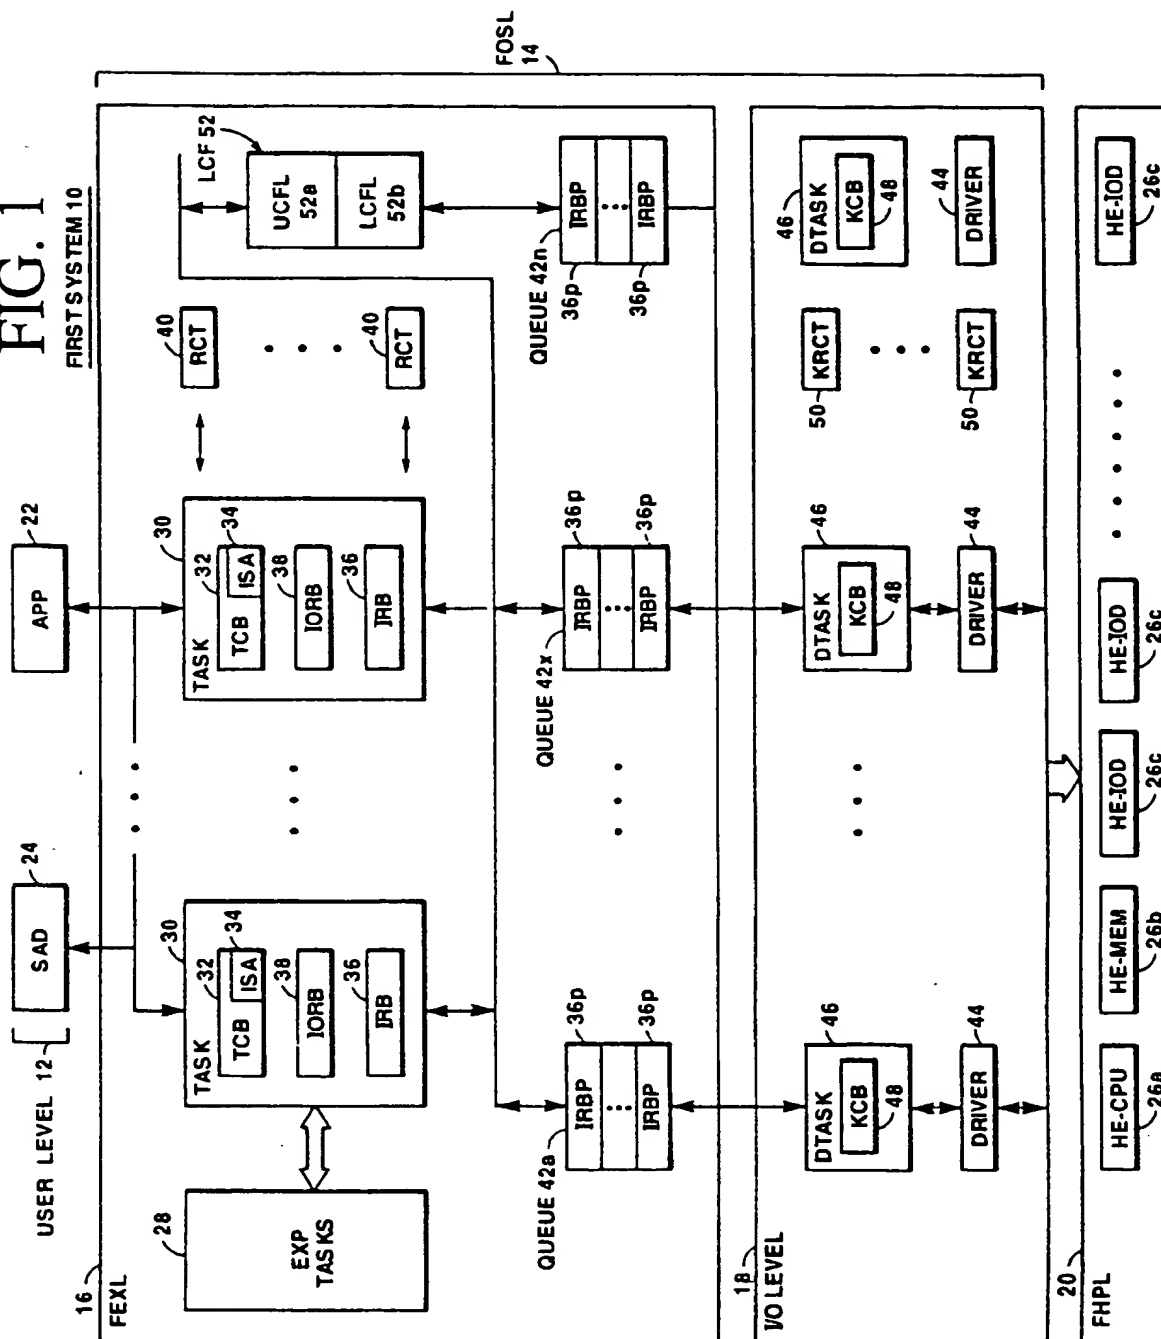 FIG. 1
FIRST SYSTEM 10
USER LEVEL 12
SAD
24
APP
22
FOSL
14
16
FEXL
28
EXP
TASKS
TASK
30
TCB
32
ISA
34
IORB
38
IRB
36
TASK
30
TCB
32
ISA
34
IORB
38
IRB
36
40
RCT
40
RCT
LCF 52
UCFL
52a
LCFL
52b
QUEUE 42a
IRBP
36p
IRBP
36p
QUEUE 42x
IRBP
36p
IRBP
36p
QUEUE 42n
IRBP
36p
IRBP
36p
18
I/O LEVEL
DTASK
46
KCB
48
DRIVER
44
DTASK
46
KCB
48
DRIVER
44
KRCT
50
KRCT
50
46
DTASK
KCB
48
44
DRIVER
20
FHPL
HE-CPU
26a
HE-MEM
26b
HE-IOD
26c
HE-IOD
26c
HE-IOD
26c